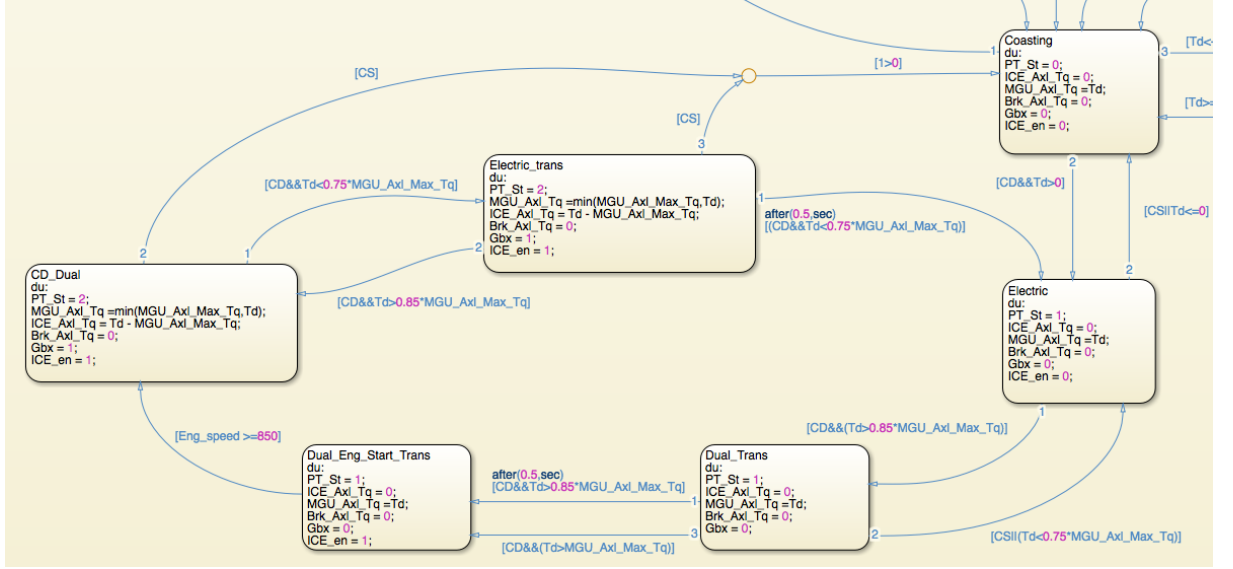 Coasting
du:
PT_St = 0;
ICE_Axl_Tq = 0;
MGU_Axl_Tq =Td;
Brk_Axl_Tq = 0;
Gbx = 0;
ICE_en = 0;
1
3
[Td<
[Td>=
2
[CD&&Td>0]
[CS||Td<=0]
2
[CS]
[1>0]
[CS]
3
Electric_trans
du:
PT_St = 2;
MGU_Axl_Tq =min(MGU_Axl_Max_Tq,Td);
ICE_Axl_Tq = Td - MGU_Axl_Max_Tq;
Brk_Axl_Tq = 0;
Gbx = 1;
ICE_en = 1;
1
after(0.5,sec)
[(CD&&Td<0.75*MGU_Axl_Max_Tq)]
2
[CD&&Td<0.75*MGU_Axl_Max_Tq]
[CD&&Td>0.85*MGU_Axl_Max_Tq]
2
1
CD_Dual
du:
PT_St = 2;
MGU_Axl_Tq =min(MGU_Axl_Max_Tq,Td);
ICE_Axl_Tq = Td - MGU_Axl_Max_Tq;
Brk_Axl_Tq = 0;
Gbx = 1;
ICE_en = 1;
Electric
du:
PT_St = 1;
ICE_Axl_Tq = 0;
MGU_Axl_Tq =Td;
Brk_Axl_Tq = 0;
Gbx = 0;
ICE_en = 0;
1
[CD&&(Td>0.85*MGU_Axl_Max_Tq)]
[Eng_speed >=850]
Dual_Eng_Start_Trans
du:
PT_St = 1;
ICE_Axl_Tq = 0;
MGU_Axl_Tq =Td;
Brk_Axl_Tq = 0;
Gbx = 0;
ICE_en = 1;
after(0.5,sec)
[CD&&Td>0.85*MGU_Axl_Max_Tq]
1
3
[CD&&(Td>MGU_Axl_Max_Tq)]
Dual_Trans
du:
PT_St = 1;
ICE_Axl_Tq = 0;
MGU_Axl_Tq =Td;
Brk_Axl_Tq = 0;
Gbx = 0;
2
[CS||(Td<0.75*MGU_Axl_Max_Tq)]